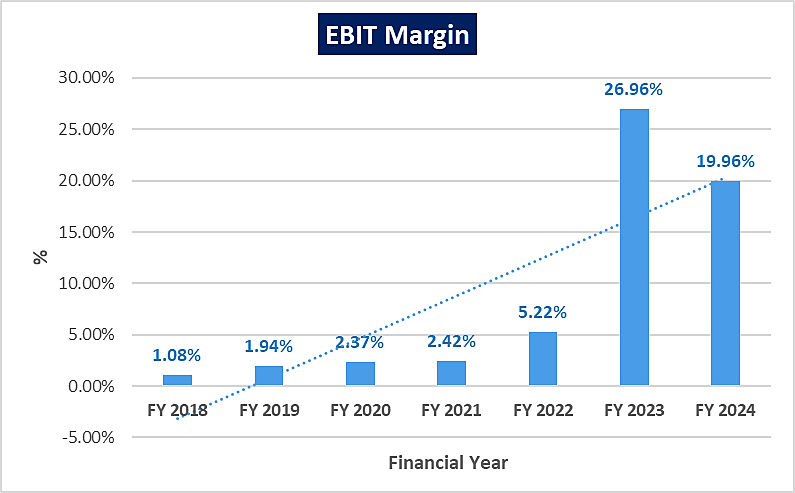 EBIT Margin
30.00%
25.00%
20.00%
15.00%
10.00%
5.00%
0.00%
-5.00%
%
1.08%
1.94%
2.37%
2.42%
5.22%
26.96%
19.96%
FY 2018
FY 2019
FY 2020
FY 2021
FY 2022
FY 2023
FY 2024
Financial Year